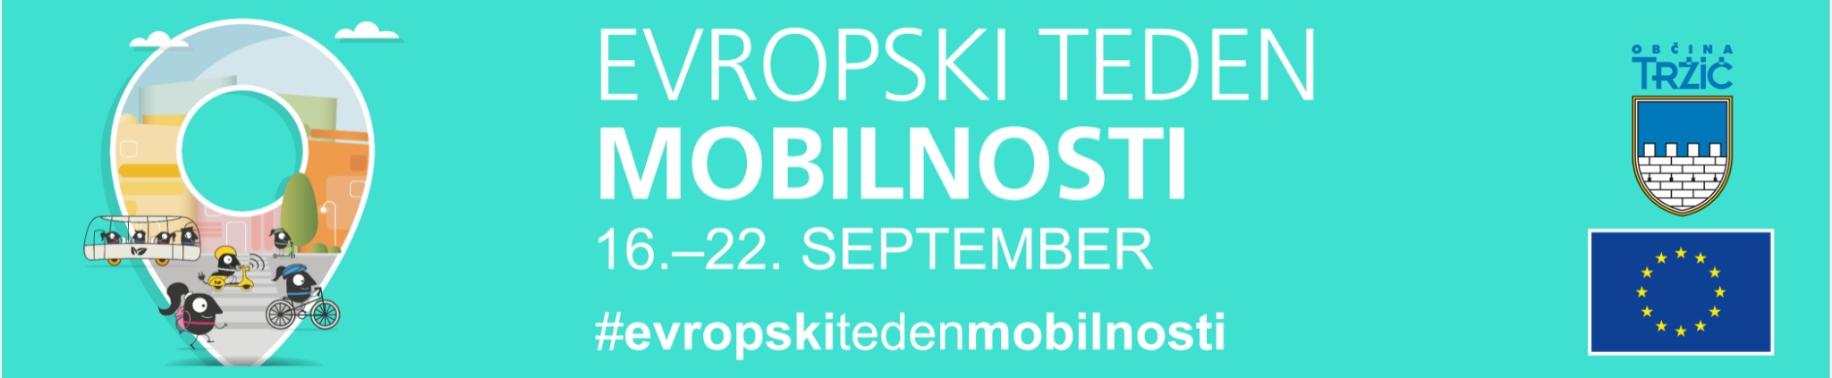 EVROPSKI TEDEN
MOBILNOSTI
16.–22. SEPTEMBER
#evropskitedenmobilnosti
OBČINA
TRŽIČ